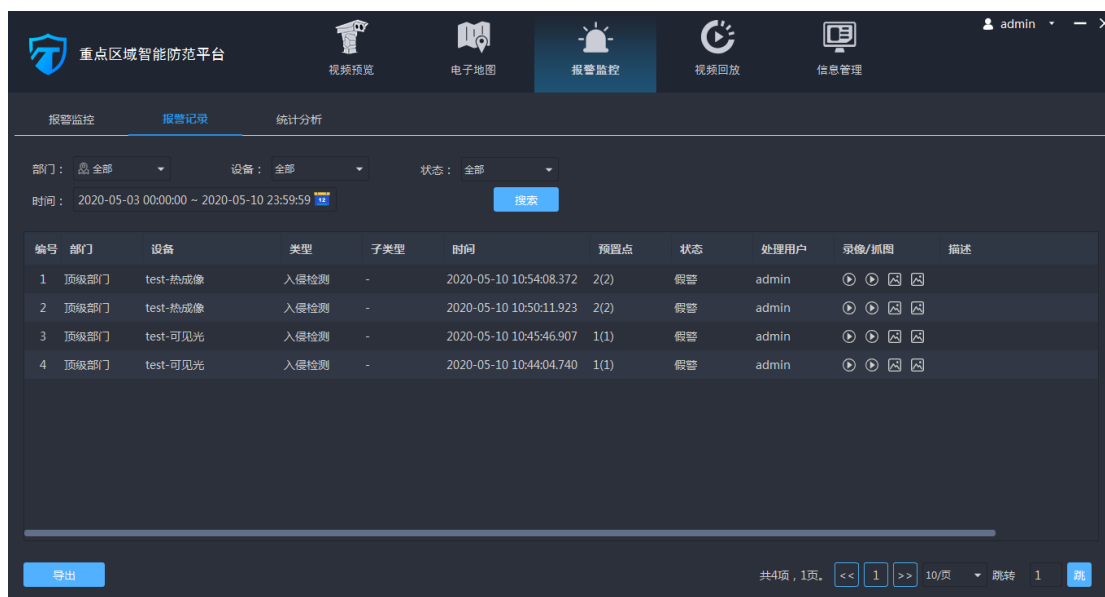 admin
重点区域智能防范平台
视频预览 电子地图 报警监控 视频回放 信息管理
报警监控 报警记录 统计分析
部门： 全部 设备： 全部 状态： 全部
时间： 2020-05-03 00:00:00 ~ 2020-05-10 23:59:59 12 搜索
编号 部门 设备 类型 子类型 时间 预置点 状态 处理用户 录像/抓图 描述
1 顶级部门 test-热成像 入侵检测 - 2020-05-10 10:54:08.372 2(2) 假警 admin
2 顶级部门 test-热成像 入侵检测 - 2020-05-10 10:50:11.923 2(2) 假警 admin
3 顶级部门 test-可见光 入侵检测 - 2020-05-10 10:45:46.907 1(1) 假警 admin
4 顶级部门 test-可见光 入侵检测 - 2020-05-10 10:44:04.740 1(1) 假警 admin
导出 共4项，1页。 << 1 >> 10/页 跳转 1 跳